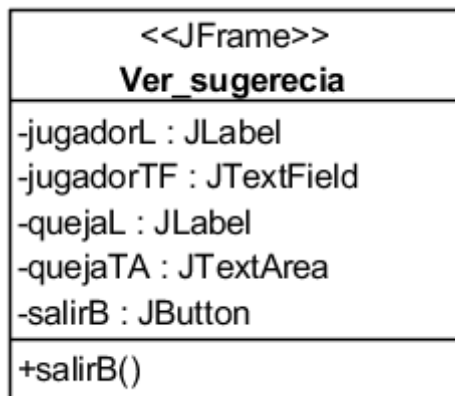 <<JFrame>>
Ver_sugerecia
-jugadorL : JLabel
-jugadorTF : JTextField
-quejaL : JLabel
-quejaTA : JTextArea
-salirB : JButton
+salirB()